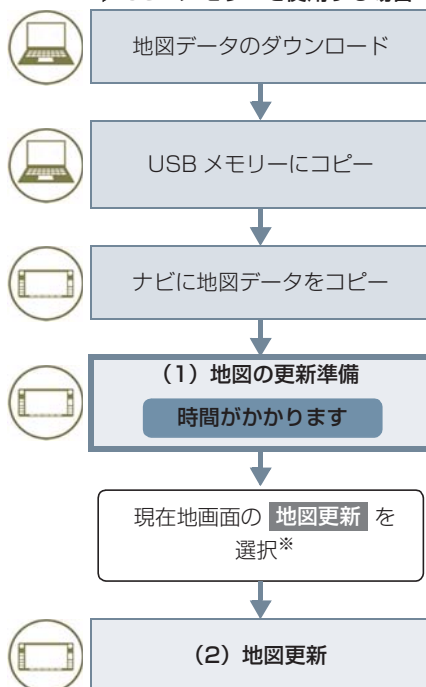 地図データのダウンロード
USB メモリーにコピー
ナビに地図データをコピー
（1）地図の更新準備
時間がかかります
現在地画面の 地図更新 を
選択※
（2）地図更新